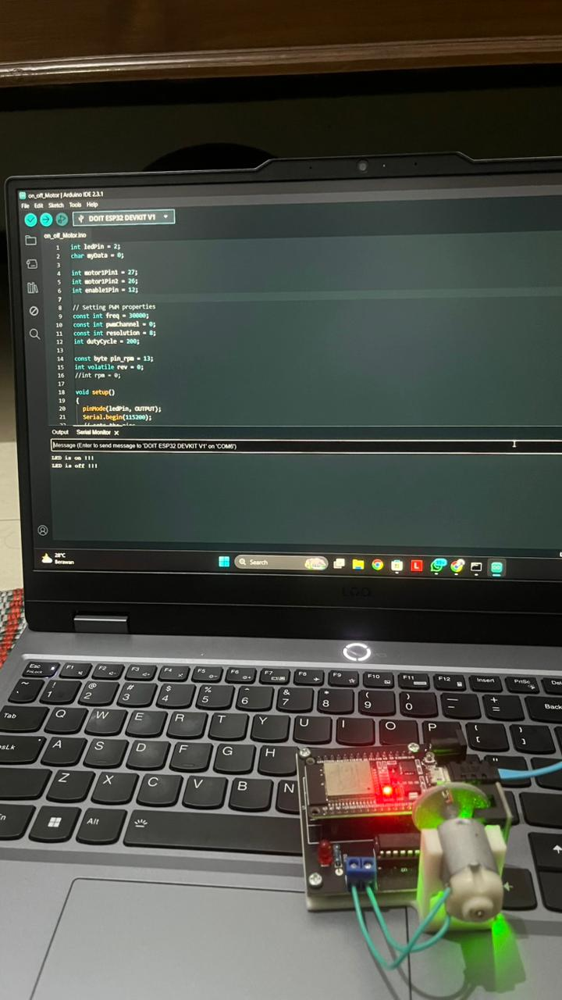 on_off_Motor | Arduino IDE 2.3.1
File Edit Sketch Tools Help
DOIT ESP32 DEVKIT V1
on_off_Motor.ino
1 int ledPin = 2;
2 char myData = 0;
3
4 int motor1Pin1 = 27;
5 int motor1Pin2 = 26;
6 int enable1Pin = 12;
7
8 // Setting PWM properties
9 const int freq = 30000;
10 const int pwmChannel = 0;
11 const int resolution = 8;
12 int dutyCycle = 200;
13
14 const byte pin_rpm = 13;
15 int volatile rev = 0;
16 //int rpm = 0;
17
18 void setup()
19 {
20 pinMode(ledPin, OUTPUT);
21 Serial.begin(115200);
Output Serial Monitor x
Message (Enter to send message to 'DOIT ESP32 DEVKIT V1' on 'COM6')
LED is on !!!
LED is off !!!
28°C
Berawan
Search
L
LOQ
Esc F1 F2 F3 F4 F5 F6 F7 F8 F9 F10 F11 F12 Insert PrtSc Del
FnLock
~ ! @ # $ % ^ & * ( ) — +
1 2 3 4 5 6 7 8 9 0 - = Back
Tab Q W E R T Y U I O P { [ } ]
sLk A S D F G H "
Z X C V B N
Fn Alt